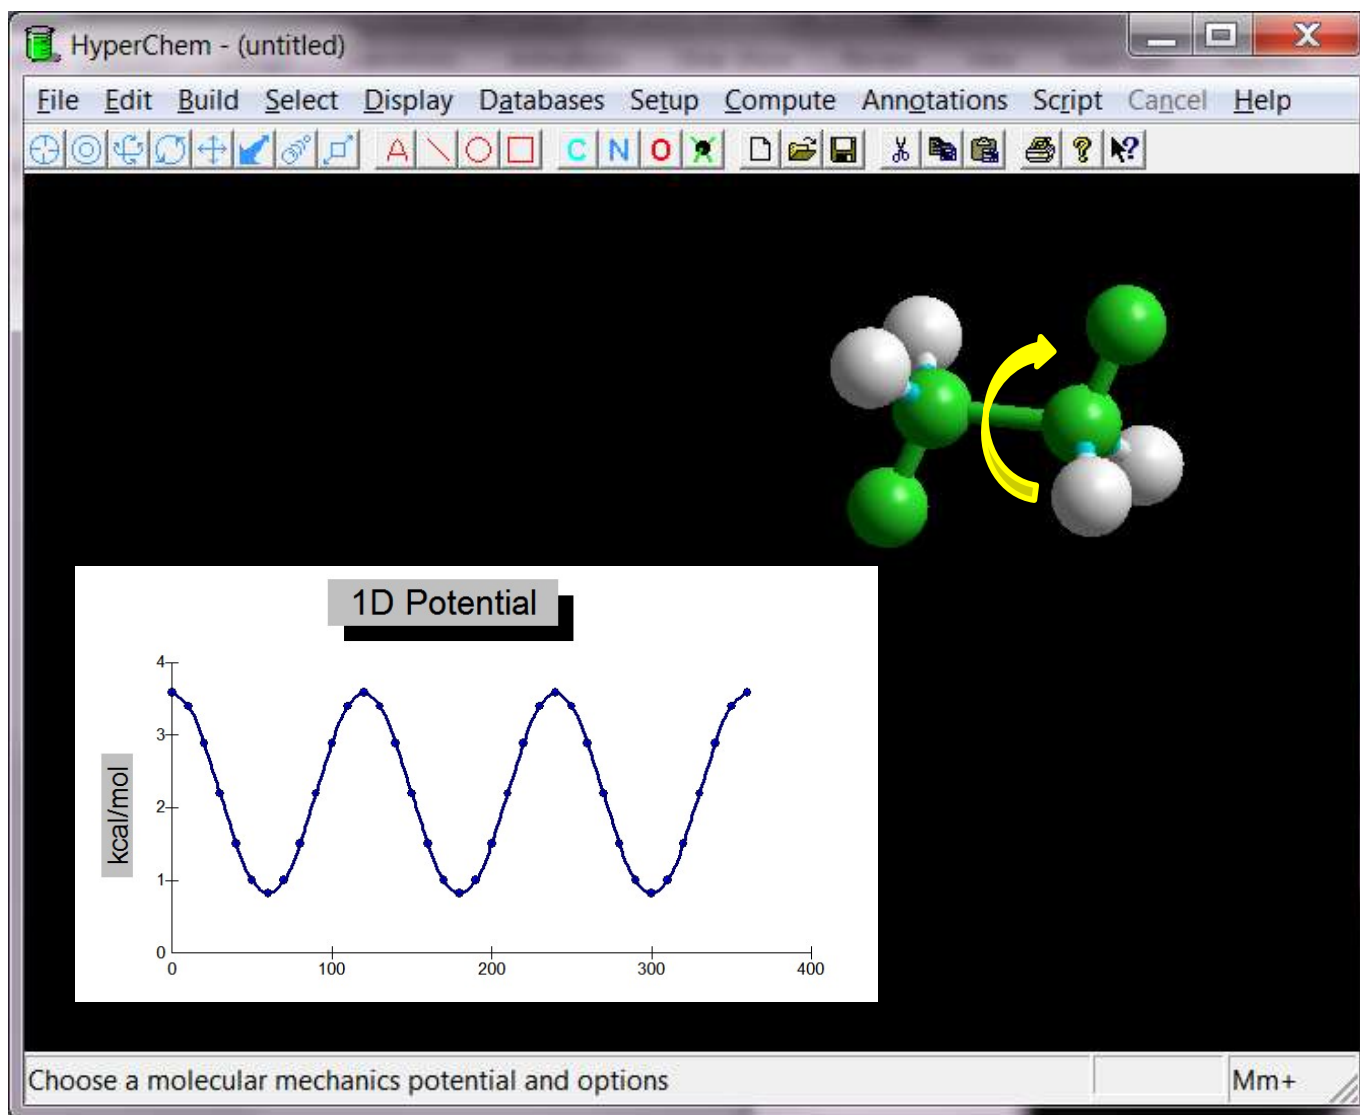 HyperChem - (untitled)
File Edit Build Select Display Databases Setup Compute Annotations Script Cancel Help
A C N O ? ?
1D Potential
kcal/mol
4
3
2
1
0
0 100 200 300 400
Choose a molecular mechanics potential and options Mm+